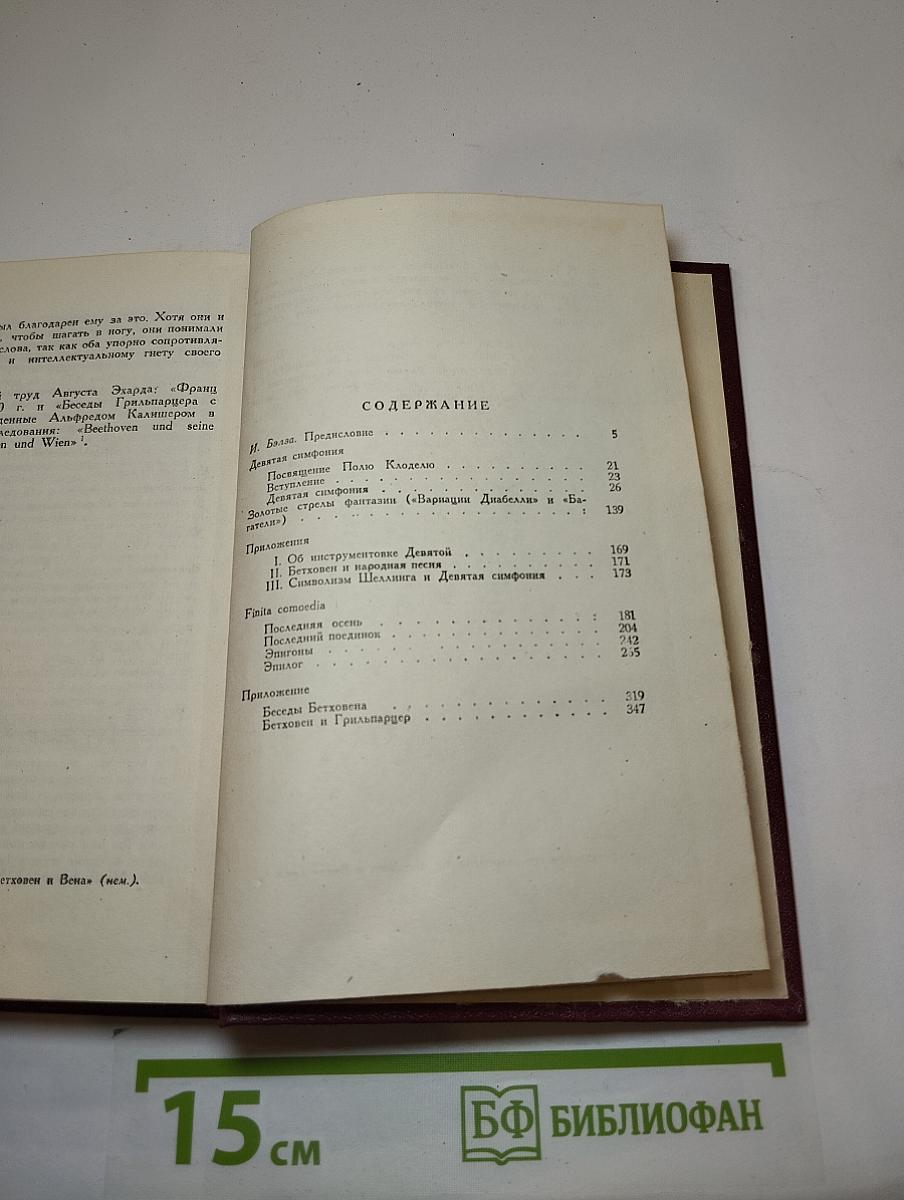 ыл благодарен ему за это. Хотя они и
, чтобы шагать в ногу, они понимали
слова, так как оба упорно сопротивля-
и интеллектуальному гнету своего
труд Августа Эхарда: «Франц
0 г. и «Беседы Грильпарцера с
денные Альфредом Калишером в
ледования: «Beethoven und seine
n und Wien» ¹.
етховен и Вена» (нем.).
СОДЕРЖАНИЕ
И. Бэлза. Предисловие . . . . . . . . . . . . . 5
Девятая симфония
Посвящение Полю Клоделю . . . . . . . . . 21
Вступление . . . . . . . . . . . . . . . 23
Девятая симфония . . . . . . . . . . . . . 26
Золотые стрелы фантазии («Вариации Диабелли» и «Ба-
гатели») . . . . . . . . . . . . . . . . 139
Приложения
I. Об инструментовке Девятой . . . . . . . . 169
II. Бетховен и народная песня . . . . . . . . . 171
III. Символизм Шеллинга и Девятая симфония . . . 173
Finita comoedia
Последняя осень . . . . . . . . . . . . . 181
Последний поединок . . . . . . . . . . . . 204
Эпигоны . . . . . . . . . . . . . . . . 242
Эпилог . . . . . . . . . . . . . . . . . 255
Приложение
Беседы Бетховена . . . . . . . . . . . . . 319
Бетховен и Грильпарцер . . . . . . . . . . . 347
15 см
БФ БИБЛИОФАН